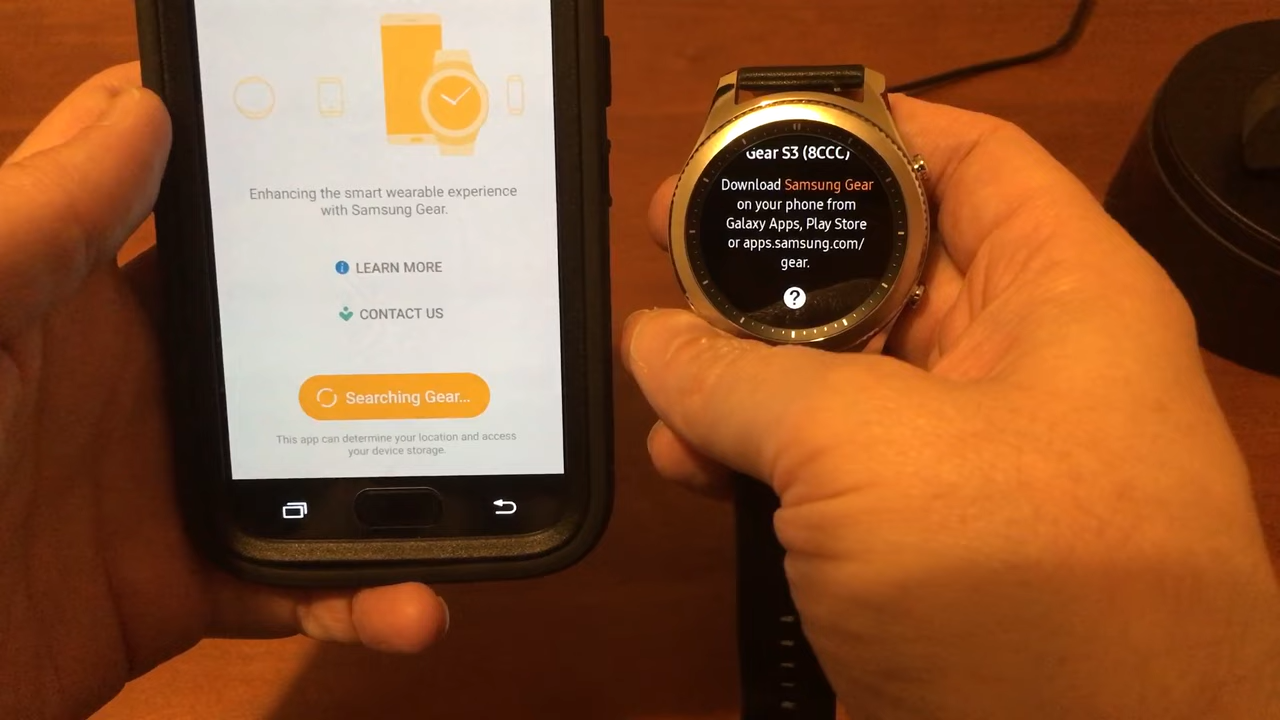 Enhancing the smart wearable experience
with Samsung Gear.
LEARN MORE
CONTACT US
Searching Gear...
This app can determine your location and access
your device storage.
Gear S3 (8CCC)
Download Samsung Gear
on your phone from
Galaxy Apps, Play Store
or apps.samsung.com/
gear.
?